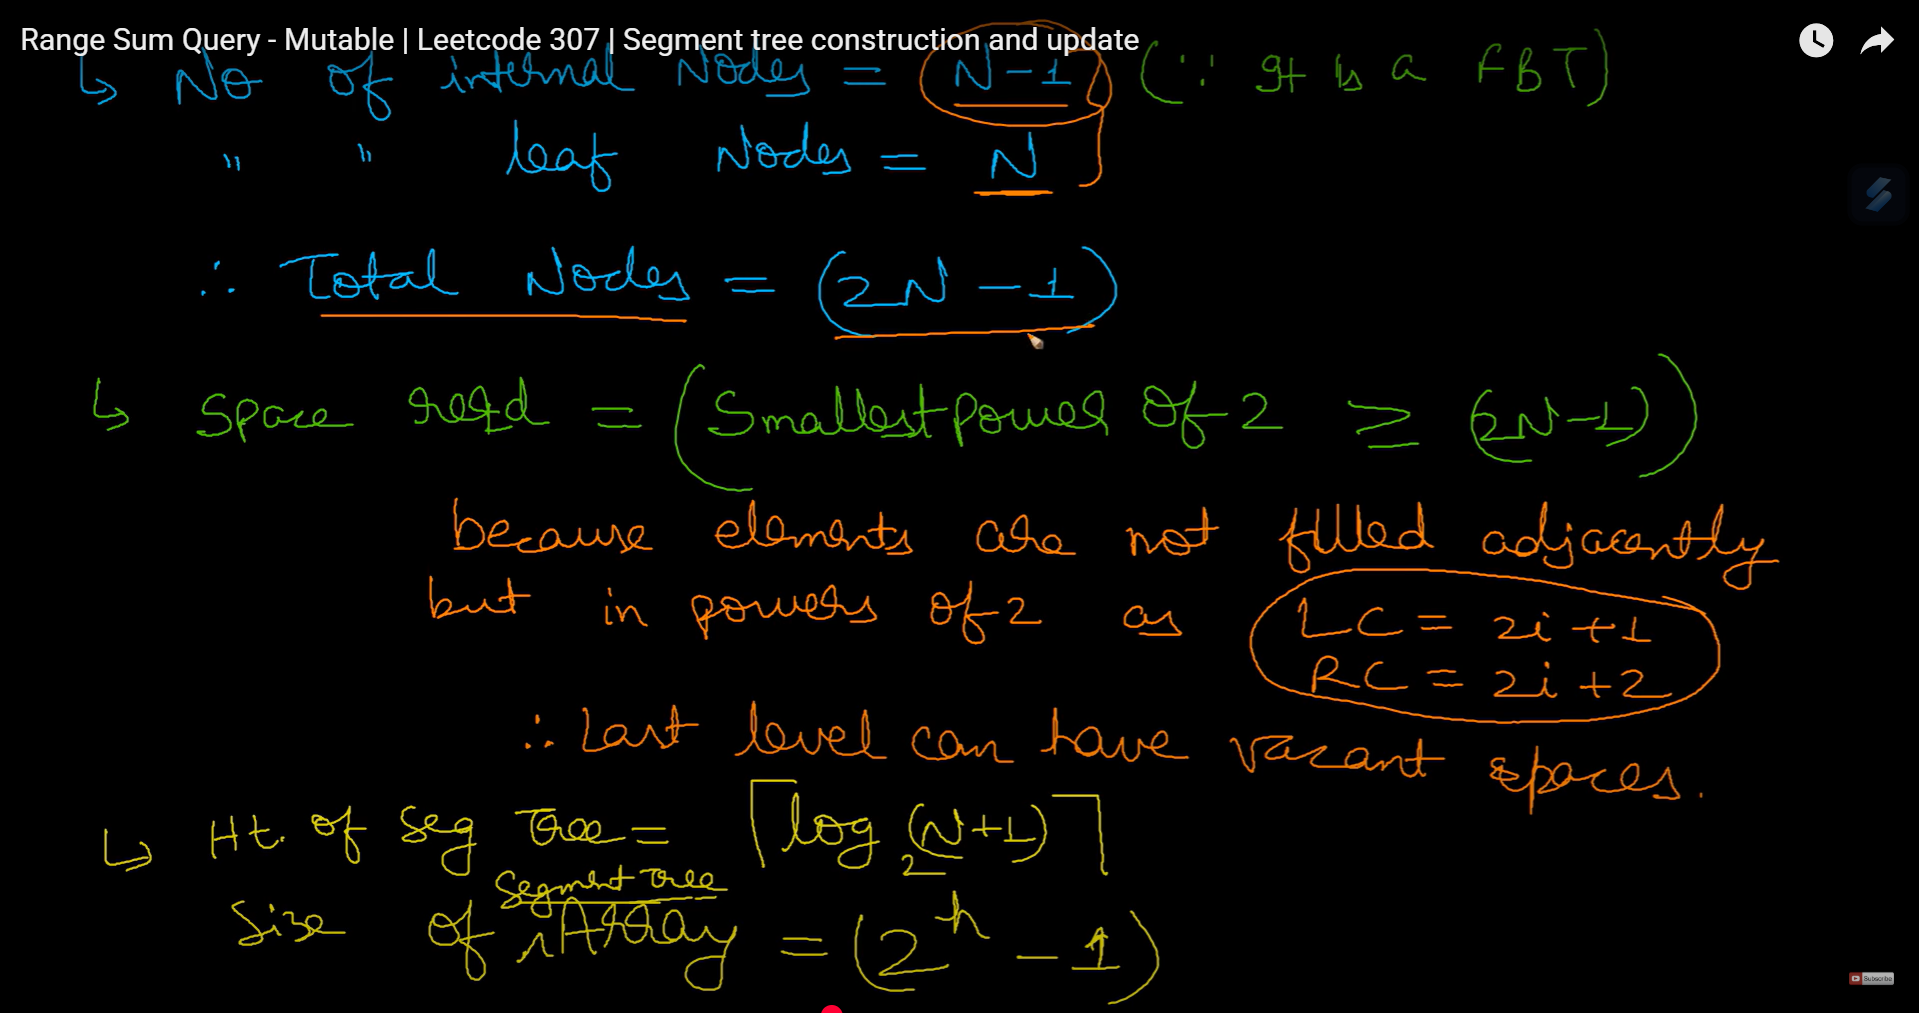 Range Sum Query - Mutable | Leetcode 307 | Segment tree construction and update
↳ No of internal Nodes = N-1 (∵ It is a FBT)
" " leaf Nodes = N
∴ Total Nodes = (2N-1)
↳ Space reqd = (Smallest power of 2 ≥ (2N-1))
because elements are not filled adjacently
but in powers of 2 as LC = 2i+1
RC = 2i+2
∴ Last level can have vacant spaces.
↳ Ht. of seg Tree = ⌈log₂(N+1)⌉
Segment Tree
Size of Array = (2^h - 1)
Subscribe